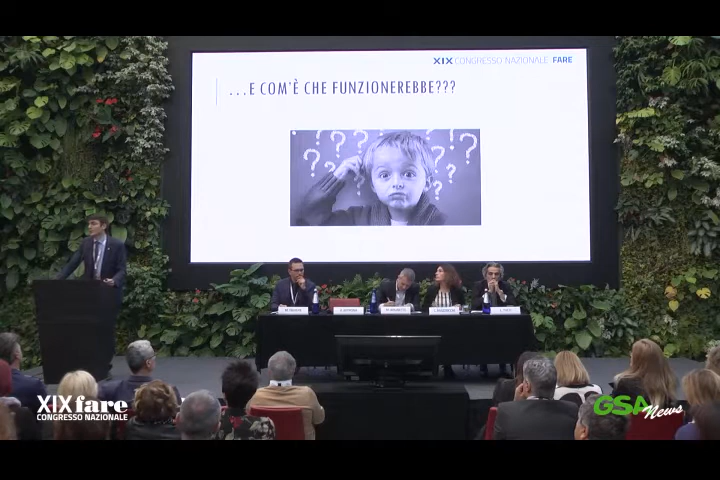 XIX CONGRESSO NAZIONALE FARE
...E COM'È CHE FUNZIONEREBBE???
XIX fare
CONGRESSO NAZIONALE
GSA News